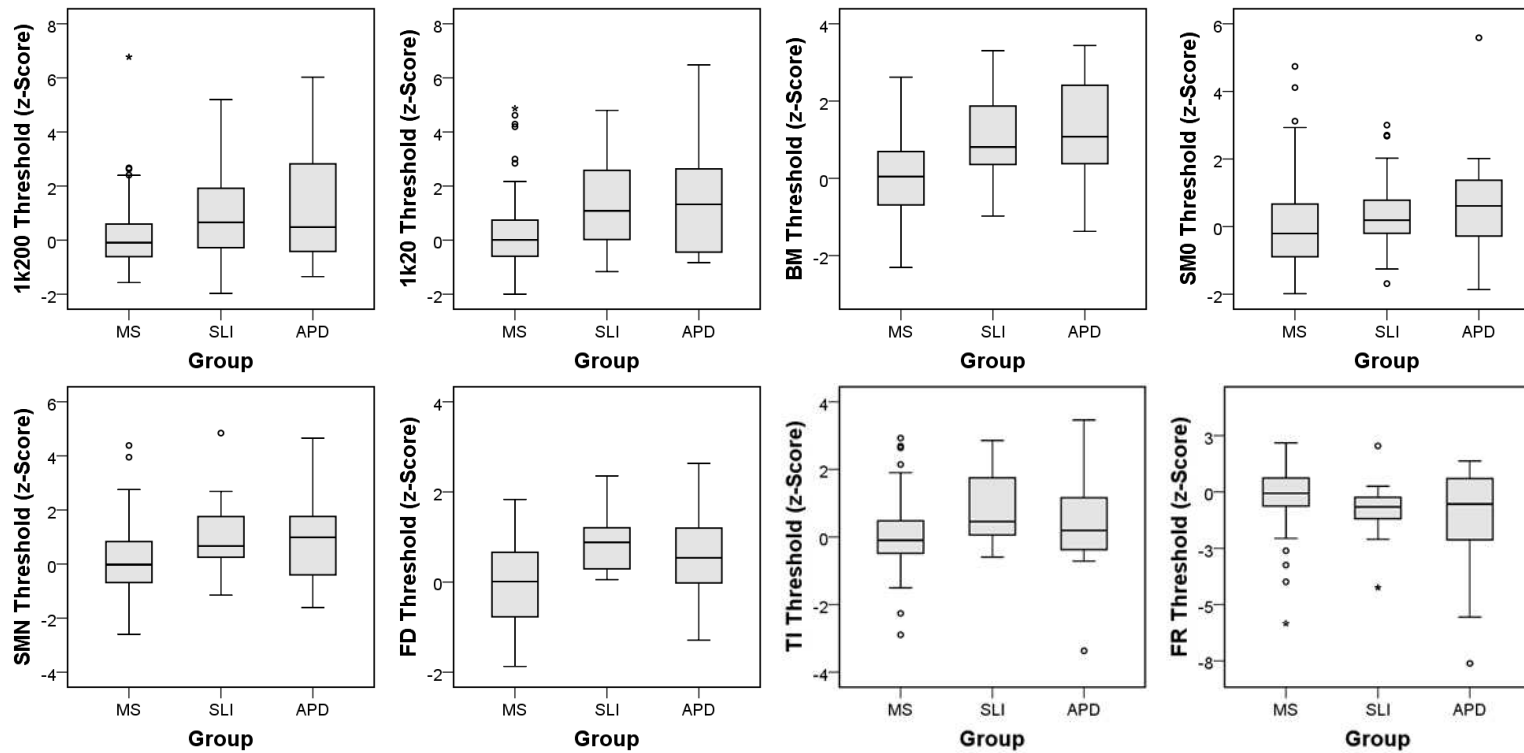 1k200 Threshold (z-Score)
8
6
4
2
0
-2
MS SLI APD
Group
1k20 Threshold (z-Score)
8
6
4
2
0
-2
MS SLI APD
Group
BM Threshold (z-Score)
4
2
0
-2
MS SLI APD
Group
SM0 Threshold (z-Score)
6
4
2
0
-2
MS SLI APD
Group
SMN Threshold (z-Score)
6
4
2
0
-2
-4
MS SLI APD
Group
FD Threshold (z-Score)
4
2
0
-2
MS SLI APD
Group
TI Threshold (z-Score)
4
2
0
-2
-4
MS SLI APD
Group
FR Threshold (z-Score)
3
0
-3
-5
-8
MS SLI APD
Group